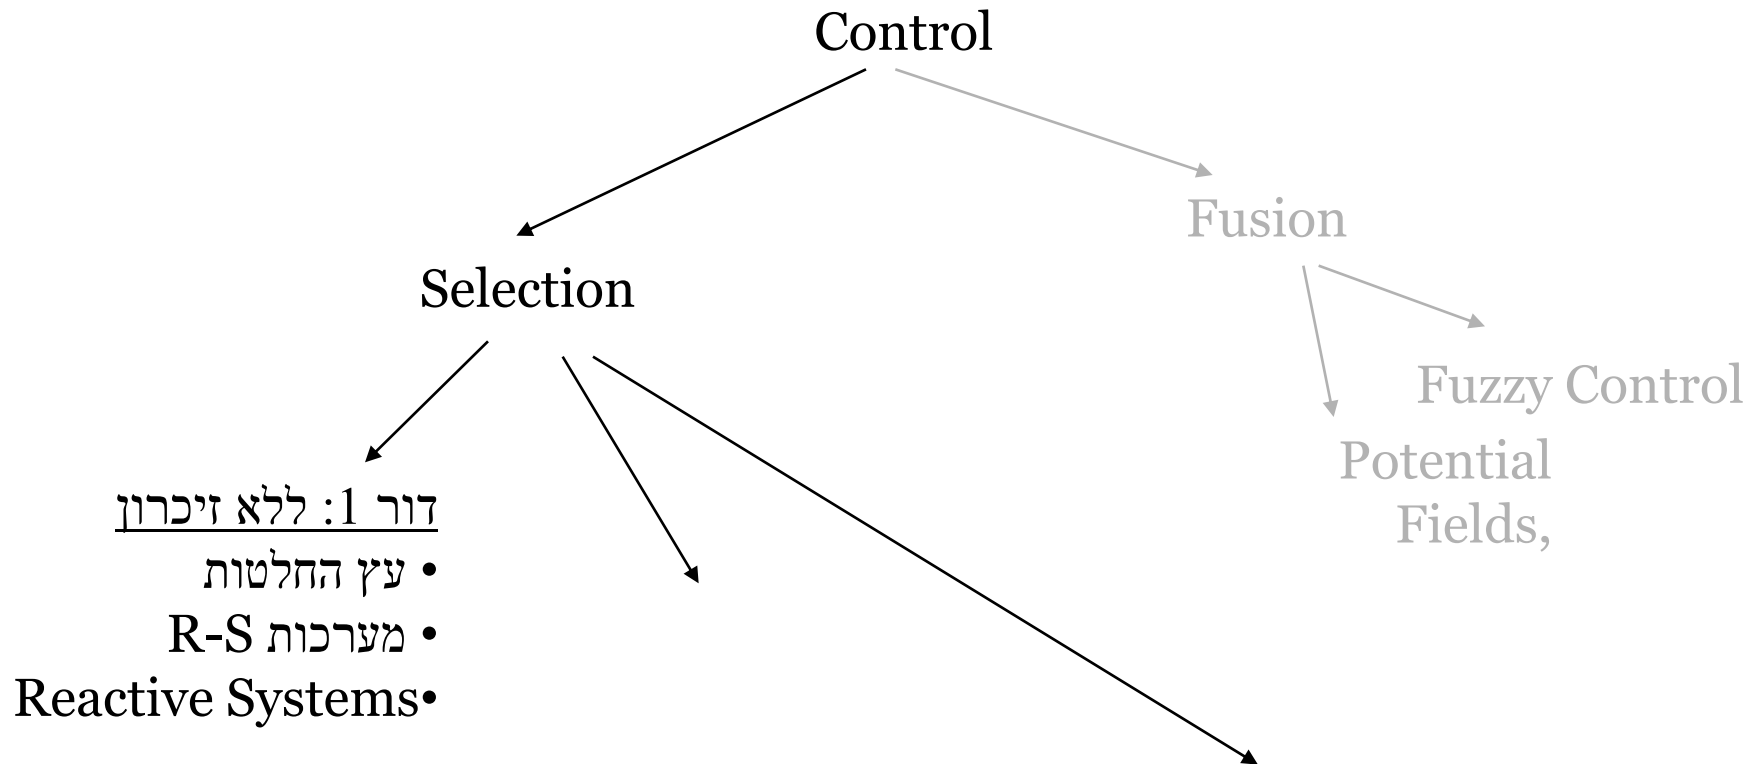 Control
Fusion
Selection
Fuzzy Control
Potential
Fields,
דור 1: ללא זיכרון
• עץ החלטות
• מערכות R-S
•Reactive Systems